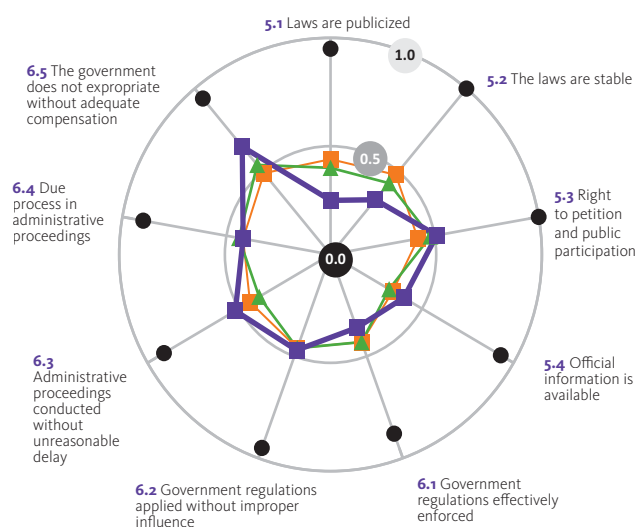 5.1 Laws are publicized
1.0
5.2 The laws are stable
0.5
5.3 Right
to petition
and public
participation
0.0
5.4 Official
information is
available
6.1 Government
regulations effectively
enforced
6.2 Government regulations
applied without improper
influence
6.3
Administrative
proceedings
conducted
without
unreasonable
delay
6.4 Due
process in
administrative
proceedings
6.5 The government
does not expropriate
without adequate
compensation